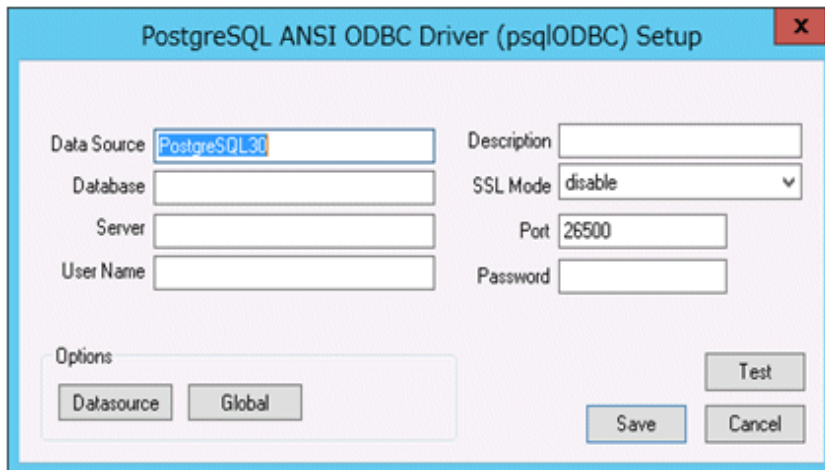 PostgreSQL ANSI ODBC Driver (psqlODBC) Setup
x
Data Source PostgreSQL30
Description
Database
SSL Mode disable
Server
Port 26500
User Name
Password
Options
Datasource Global
Test
Save Cancel